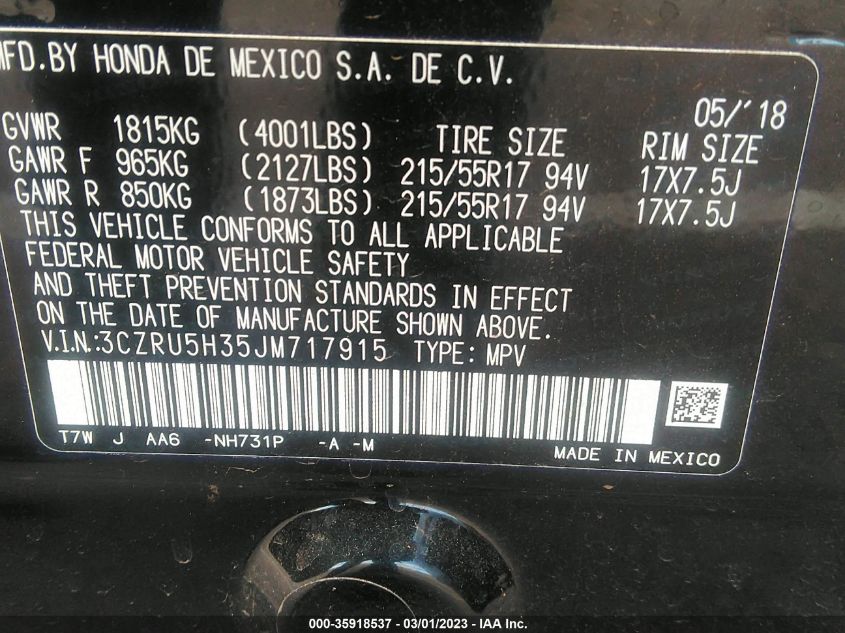 MFD.BY HONDA DE MEXICO S.A. DE C.V.
05/'18
GVWR 1815KG (4001LBS) TIRE SIZE RIM SIZE
GAWR F 965KG (2127LBS) 215/55R17 94V 17X7.5J
GAWR R 850KG (1873LBS) 215/55R17 94V 17X7.5J
THIS VEHICLE CONFORMS TO ALL APPLICABLE
FEDERAL MOTOR VEHICLE SAFETY
AND THEFT PREVENTION STANDARDS IN EFFECT
ON THE DATE OF MANUFACTURE SHOWN ABOVE.
V.I.N.:3CZRU5H35JM717915 TYPE: MPV
T7W J AA6 -NH731P -A -M
MADE IN MEXICO
000-35918537 - 03/01/2023 - IAA Inc.